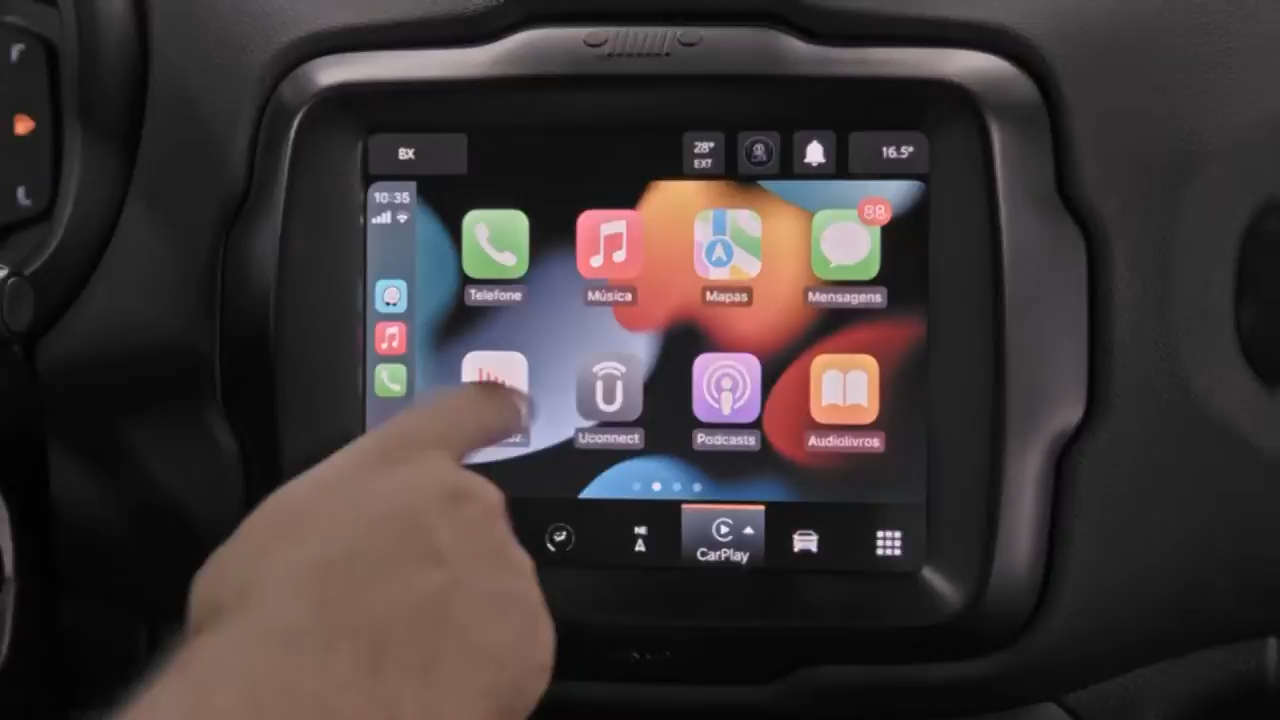 BX
28°
EXT
16.5°
10:35
88
Telefone
Música
Mapas
Mensagens
Uconnect
Podcasts
Audiolivros
NE
CarPlay